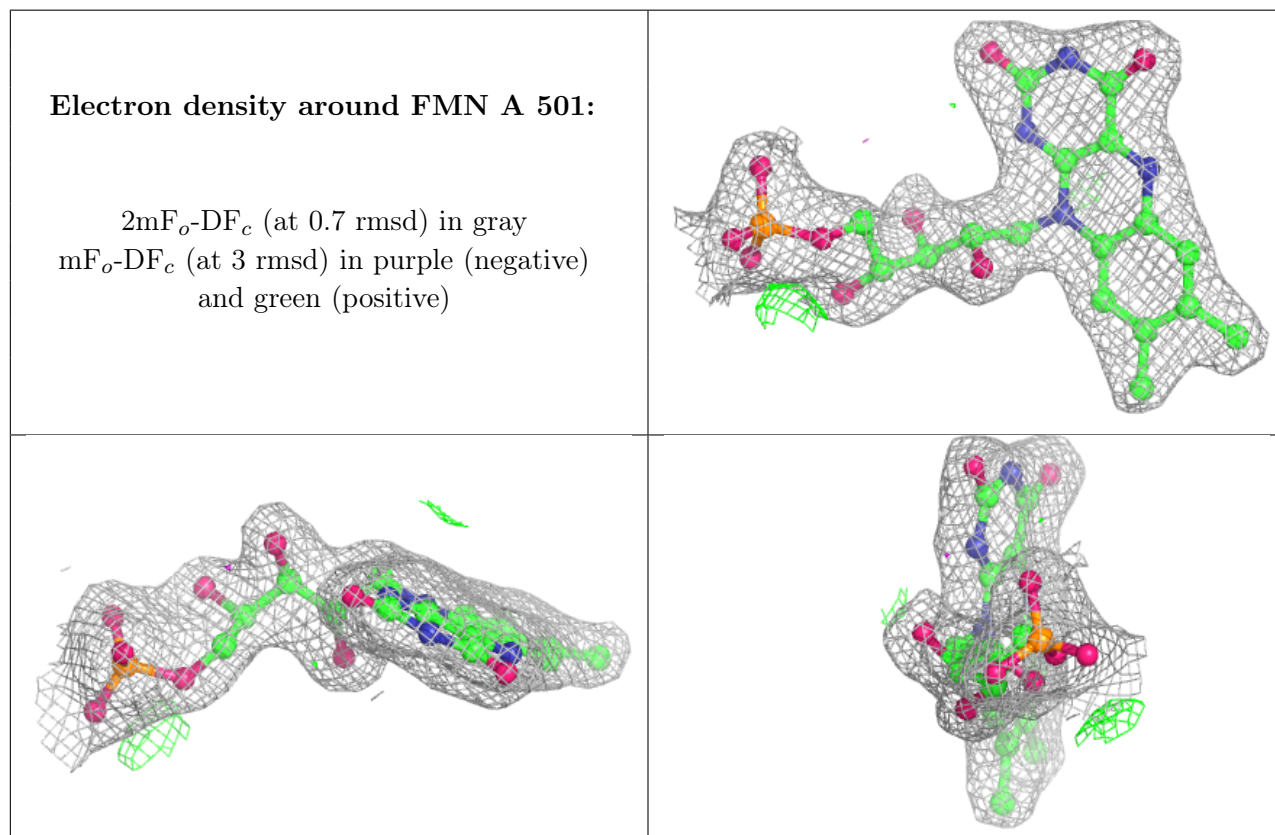 Electron density around FMN A 501:
2mFₒ-DF𝒸 (at 0.7 rmsd) in gray
mFₒ-DF𝒸 (at 3 rmsd) in purple (negative)
and green (positive)